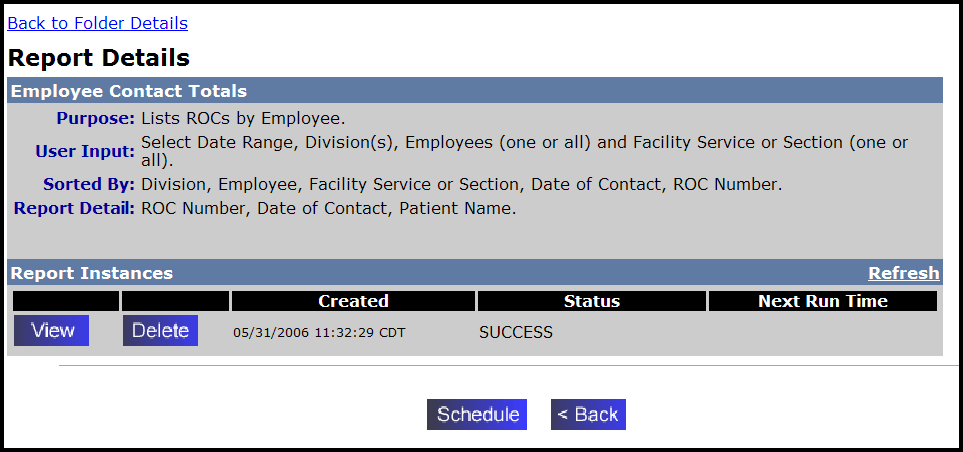 Back to Folder Details
Report Details
Employee Contact Totals
Purpose: Lists ROCs by Employee.
User Input: Select Date Range, Division(s), Employees (one or all) and Facility Service or Section (one or
all).
Sorted By: Division, Employee, Facility Service or Section, Date of Contact, ROC Number.
Report Detail: ROC Number, Date of Contact, Patient Name.
Report Instances Refresh
Created Status Next Run Time
View Delete 05/31/2006 11:32:29 CDT SUCCESS
Schedule < Back